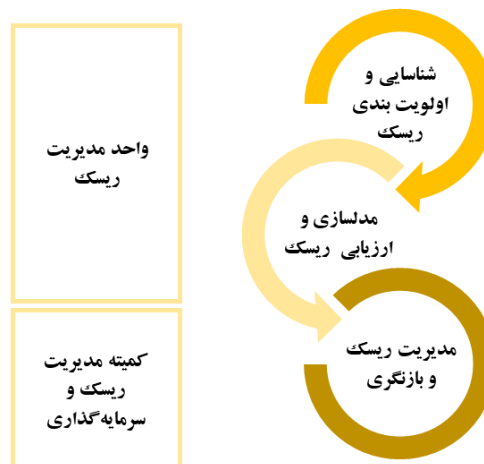 شناسایی و
اولویت بندی
ریسک
واحد مدیریت
ریسک
مدلسازی و
ارزیابی ریسک
مدیریت ریسک
و بازنگری
کمیته مدیریت
ریسک و
سرمایه‌گذاری